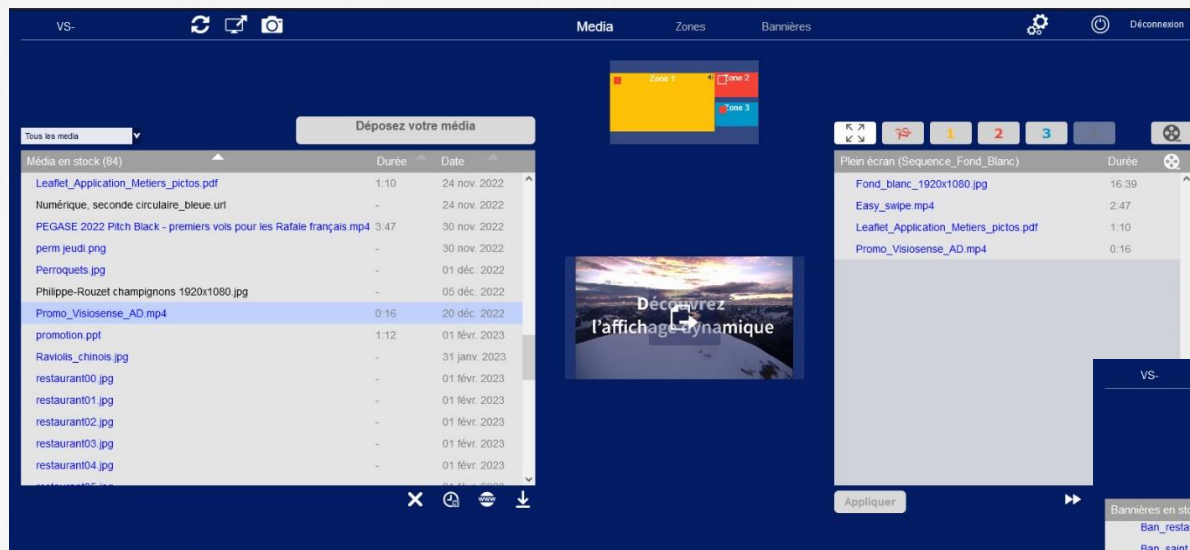 VS-
Media Zones Bannières
Déconnexion
Zone 1
Zone 2
Zone 3
Tous les media
Déposez votre média
1 2 3
Média en stock (84) Durée Date
Leaflet_Application_Metiers_pictos.pdf 1:10 24 nov. 2022
Numérique, seconde circulaire_bleue.url - 24 nov. 2022
PEGASE 2022 Pitch Black - premiers vols pour les Rafale français.mp4 3:47 30 nov. 2022
perm jeudi.png - 30 nov. 2022
Perroquets.jpg - 01 déc. 2022
Philippe-Rouzet champignons 1920x1080.jpg - 05 déc. 2022
Promo_Visiosense_AD.mp4 0:16 20 déc. 2022
promotion.ppt 1:12 01 févr. 2023
Raviolis_chinois.jpg - 31 janv. 2023
restaurant00.jpg - 01 févr. 2023
restaurant01.jpg - 01 févr. 2023
restaurant02.jpg - 01 févr. 2023
restaurant03.jpg - 01 févr. 2023
restaurant04.jpg - 01 févr. 2023
Découvrez
l'affichage dynamique
www
Plein écran (Sequence_Fond_Blanc) Durée
Fond_blanc_1920x1080.jpg 16:39
Easy_swipe.mp4 2:47
Leaflet_Application_Metiers_pictos.pdf 1:10
Promo_Visiosense_AD.mp4 0:16
Appliquer
VS-
Bannières en sto
Ban_resta
Ban_saint